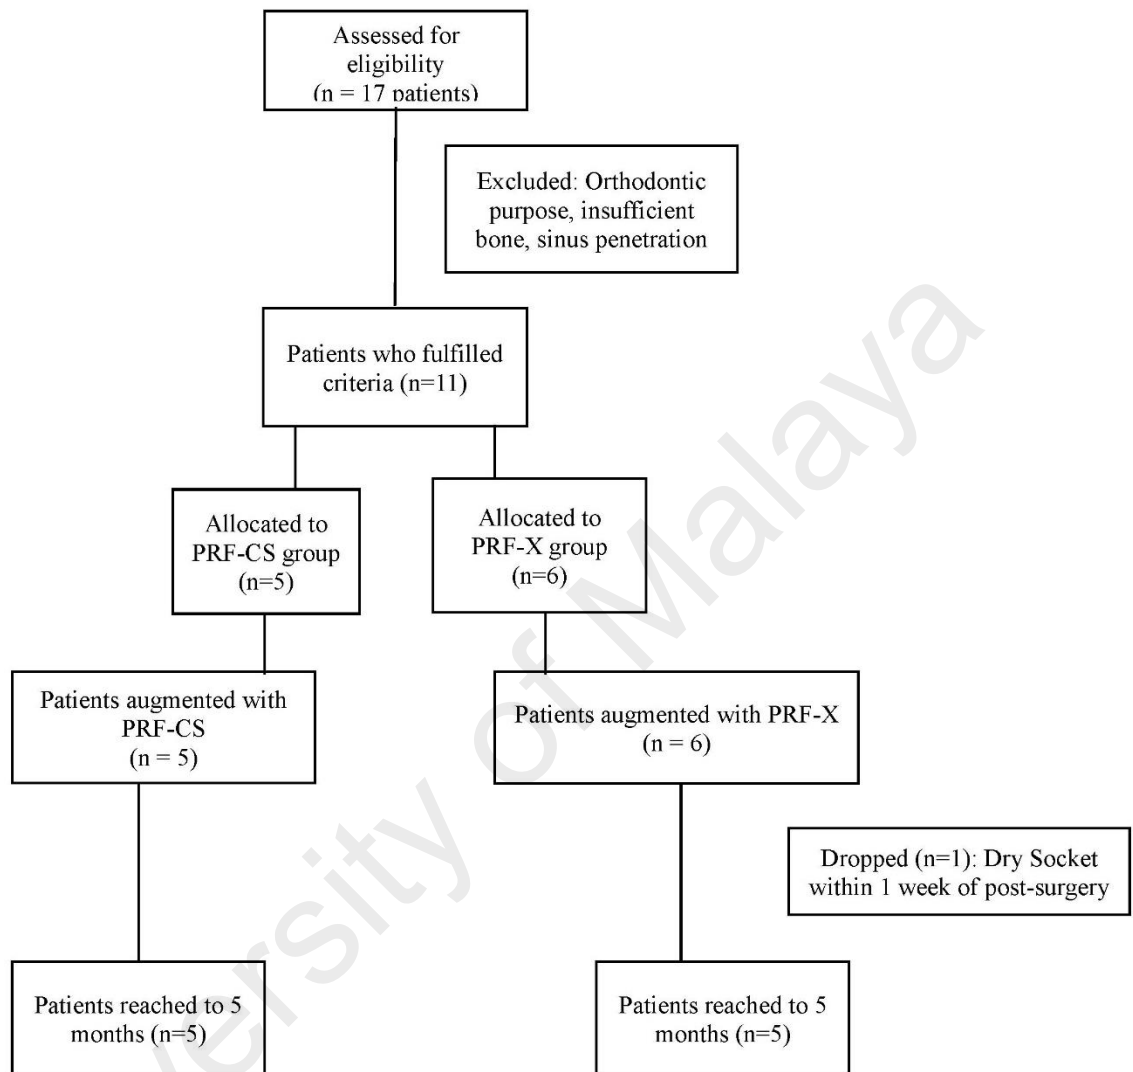 Assessed for
eligibility
(n = 17 patients)
Excluded: Orthodontic
purpose, insufficient
bone, sinus penetration
Patients who fulfilled
criteria (n=11)
Allocated to
PRF-CS group
(n=5)
Allocated to
PRF-X group
(n=6)
Patients augmented with
PRF-CS
(n = 5)
Patients augmented with PRF-X
(n = 6)
Dropped (n=1): Dry Socket
within 1 week of post-surgery
Patients reached to 5
months (n=5)
Patients reached to 5
months (n=5)
ersity of Malaya